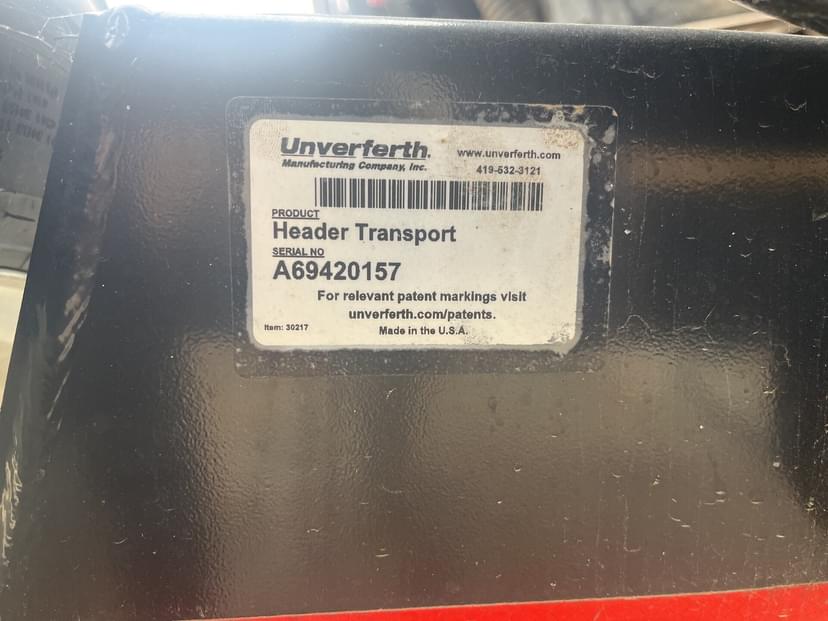 Unverferth.
Manufacturing Company, Inc.
www.unverferth.com
419-532-3121
PRODUCT
Header Transport
SERIAL NO
A69420157
For relevant patent markings visit
unverferth.com/patents.
Item: 30217
Made in the U.S.A.